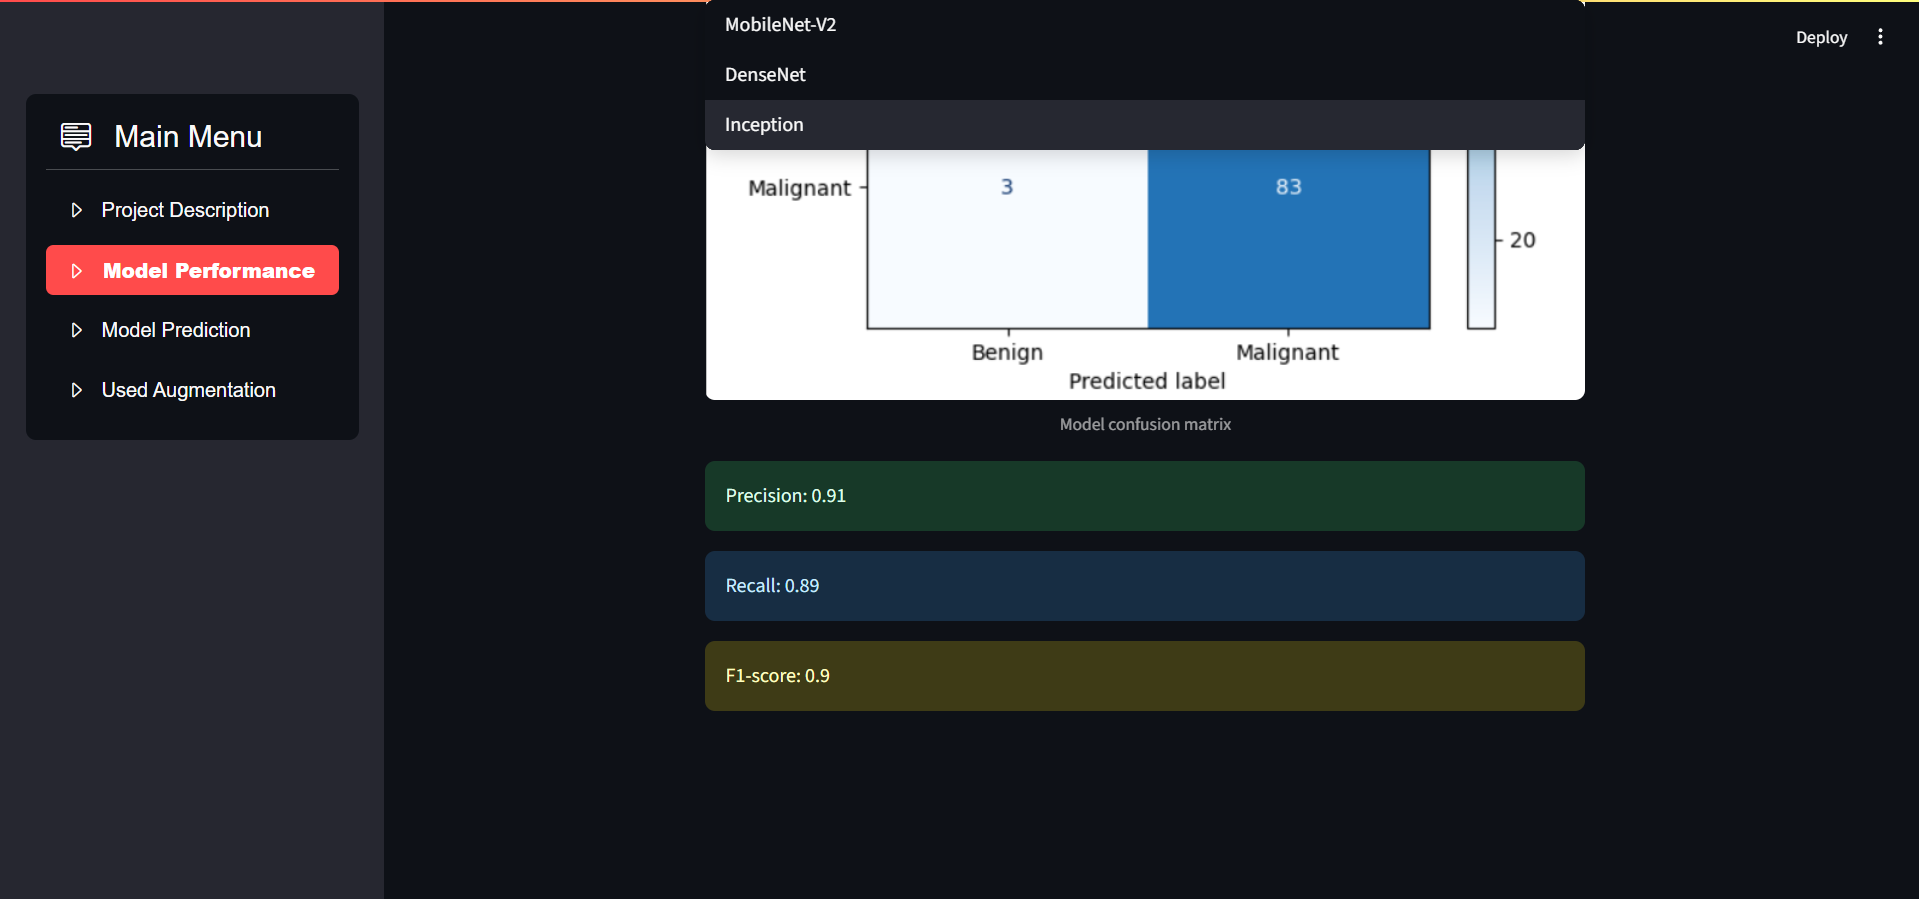 Main Menu
Project Description
Model Performance
Model Prediction
Used Augmentation
Deploy
MobileNet-V2
DenseNet
Inception
Malignant
3
83
20
Benign
Malignant
Predicted label
Model confusion matrix
Precision: 0.91
Recall: 0.89
F1-score: 0.9